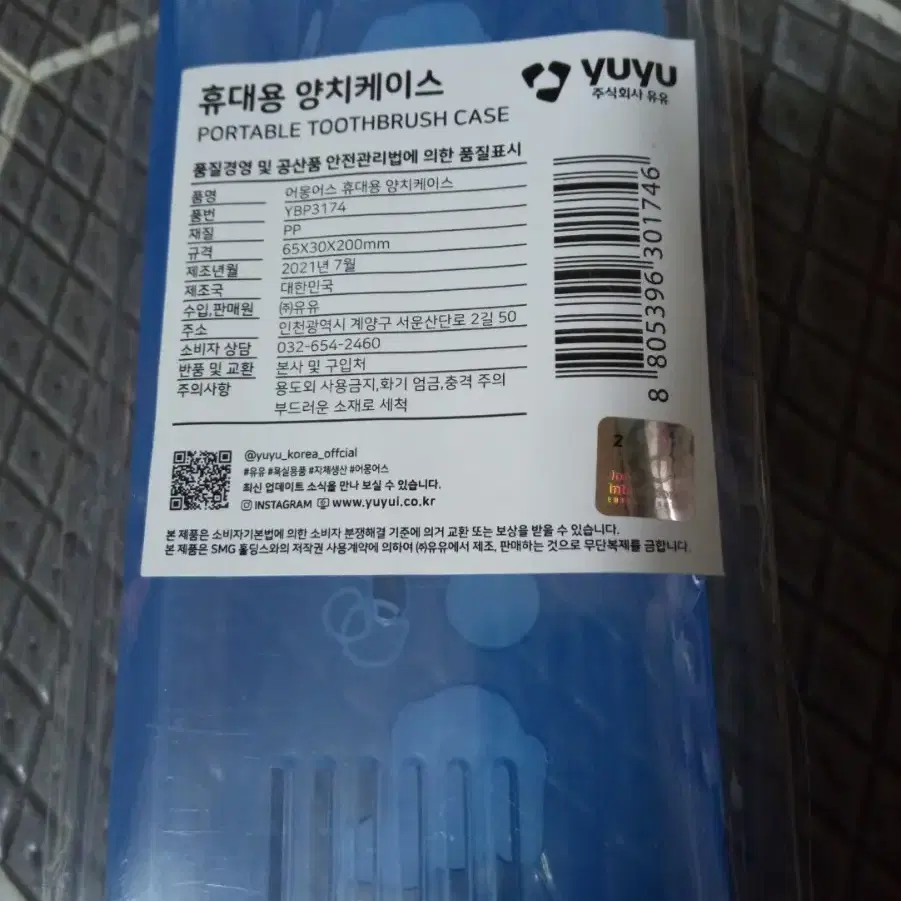 휴대용 양치케이스
PORTABLE TOOTHBRUSH CASE
yuyu
주식회사 유유
품질경영 및 공산품 안전관리법에 의한 품질표시
품명 어몽어스 휴대용 양치케이스
품번 YBP3174
재질 PP
규격 65X30X200mm
제조년월 2021년 7월
제조국 대한민국
수입,판매원 ㈜유유
주소 인천광역시 계양구 서운산단로 2길 50
소비자 상담 032-654-2460
반품 및 교환 본사 및 구입처
주의사항 용도외 사용금지,화기 엄금,충격 주의
부드러운 소재로 세척
8 805396 301746
@yuyu_korea_offcial
#유유 #욕실용품 #자체생산 #어몽어스
최신 업데이트 소식을 만나 보실 수 있습니다.
INSTAGRAM www.yuyui.co.kr
본 제품은 소비자기본법에 의한 소비자 분쟁해결 기준에 의거 교환 또는 보상을 받을 수 있습니다.
본 제품은 SMG 홀딩스와의 저작권 사용계약에 의하여 ㈜유유에서 제조, 판매하는 것으로 무단복제를 금합니다.